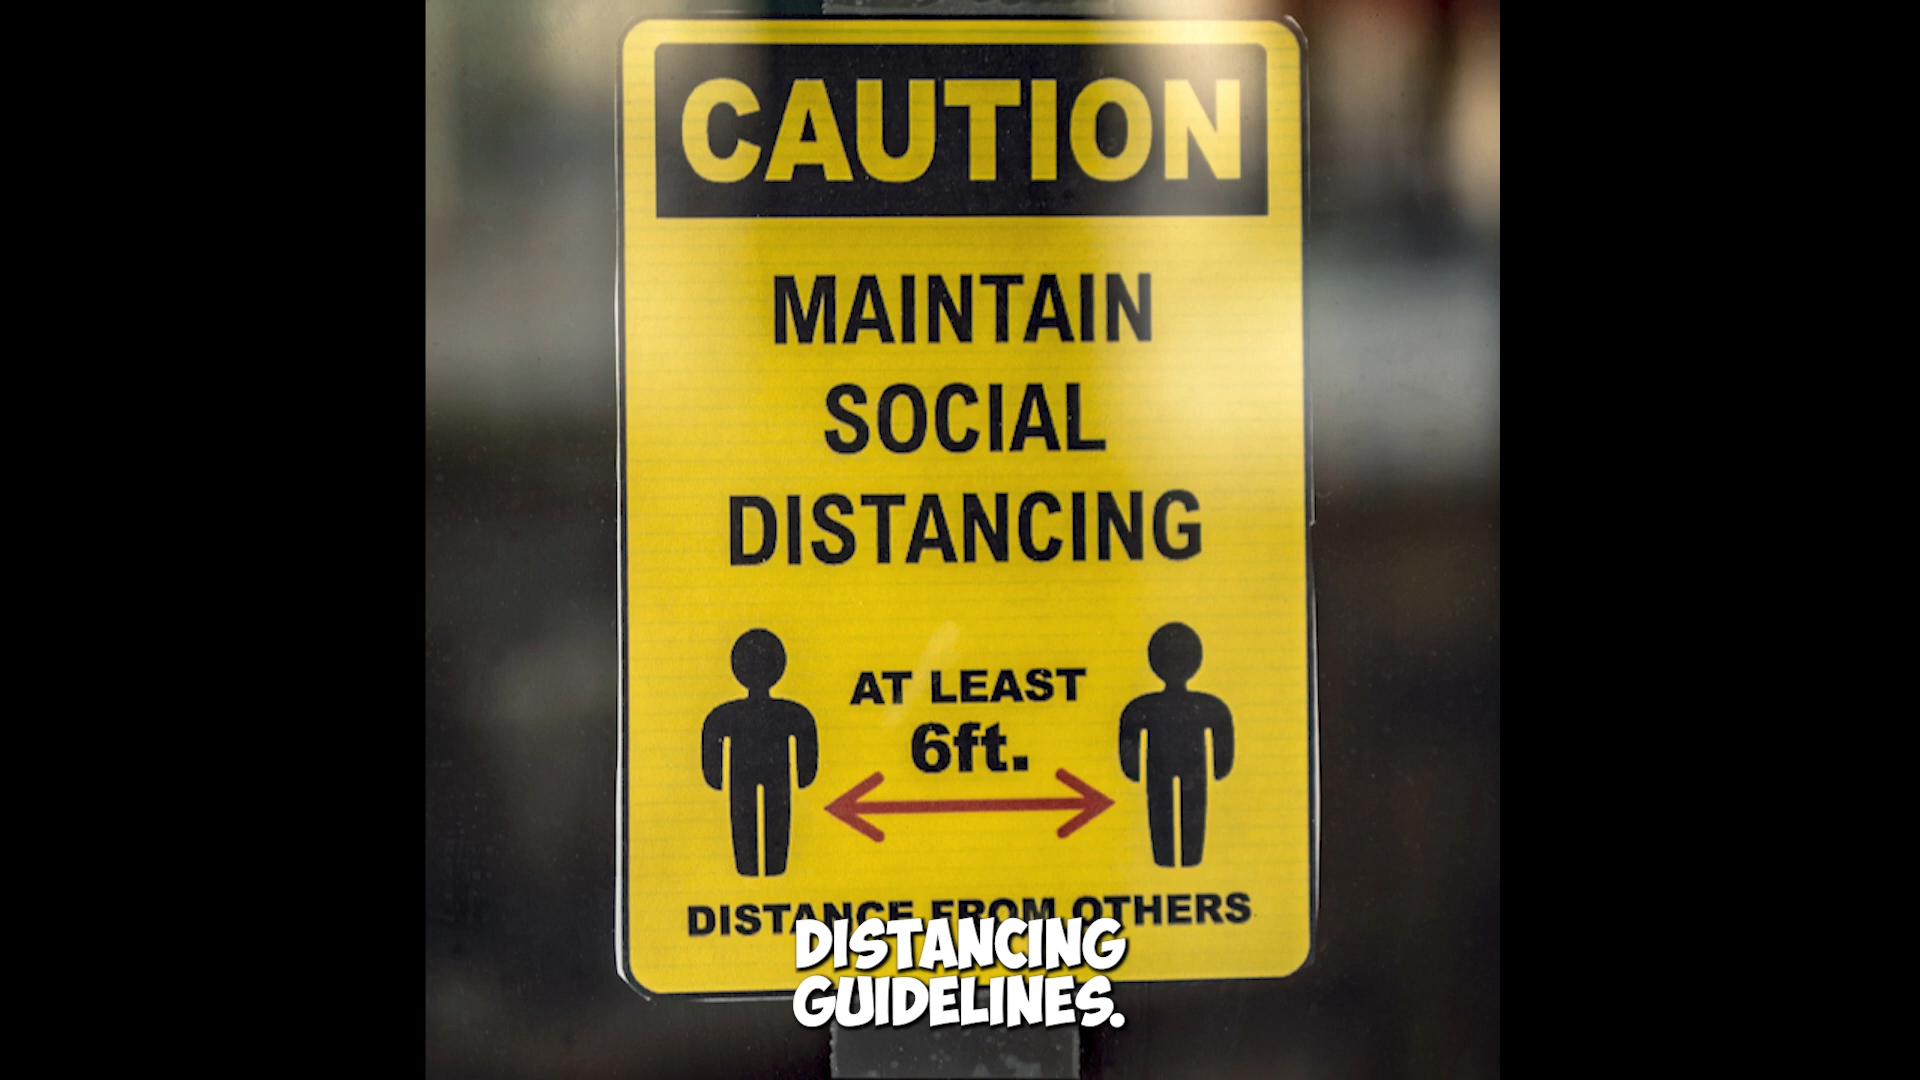 CAUTION
MAINTAIN
SOCIAL
DISTANCING
AT LEAST
6ft.
DISTANCE FROM OTHERS
DISTANCING
GUIDELINES.